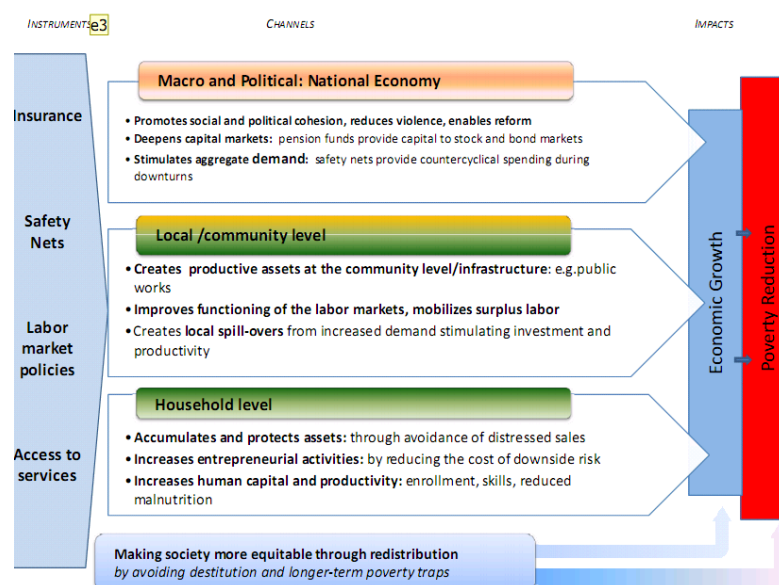 INSTRUMENTS e3
CHANNELS
IMPACTS
Insurance
Safety
Nets
Labor
market
policies
Access to
services
Macro and Political: National Economy
• Promotes social and political cohesion, reduces violence, enables reform
• Deepens capital markets: pension funds provide capital to stock and bond markets
• Stimulates aggregate demand: safety nets provide countercyclical spending during
downturns
Local /community level
• Creates productive assets at the community level/infrastructure: e.g.public
works
• Improves functioning of the labor markets, mobilizes surplus labor
• Creates local spill-overs from increased demand stimulating investment and
productivity
Household level
• Accumulates and protects assets: through avoidance of distressed sales
• Increases entrepreneurial activities: by reducing the cost of downside risk
• Increases human capital and productivity: enrollment, skills, reduced
malnutrition
Economic Growth
Poverty Reduction
Making society more equitable through redistribution
by avoiding destitution and longer-term poverty traps